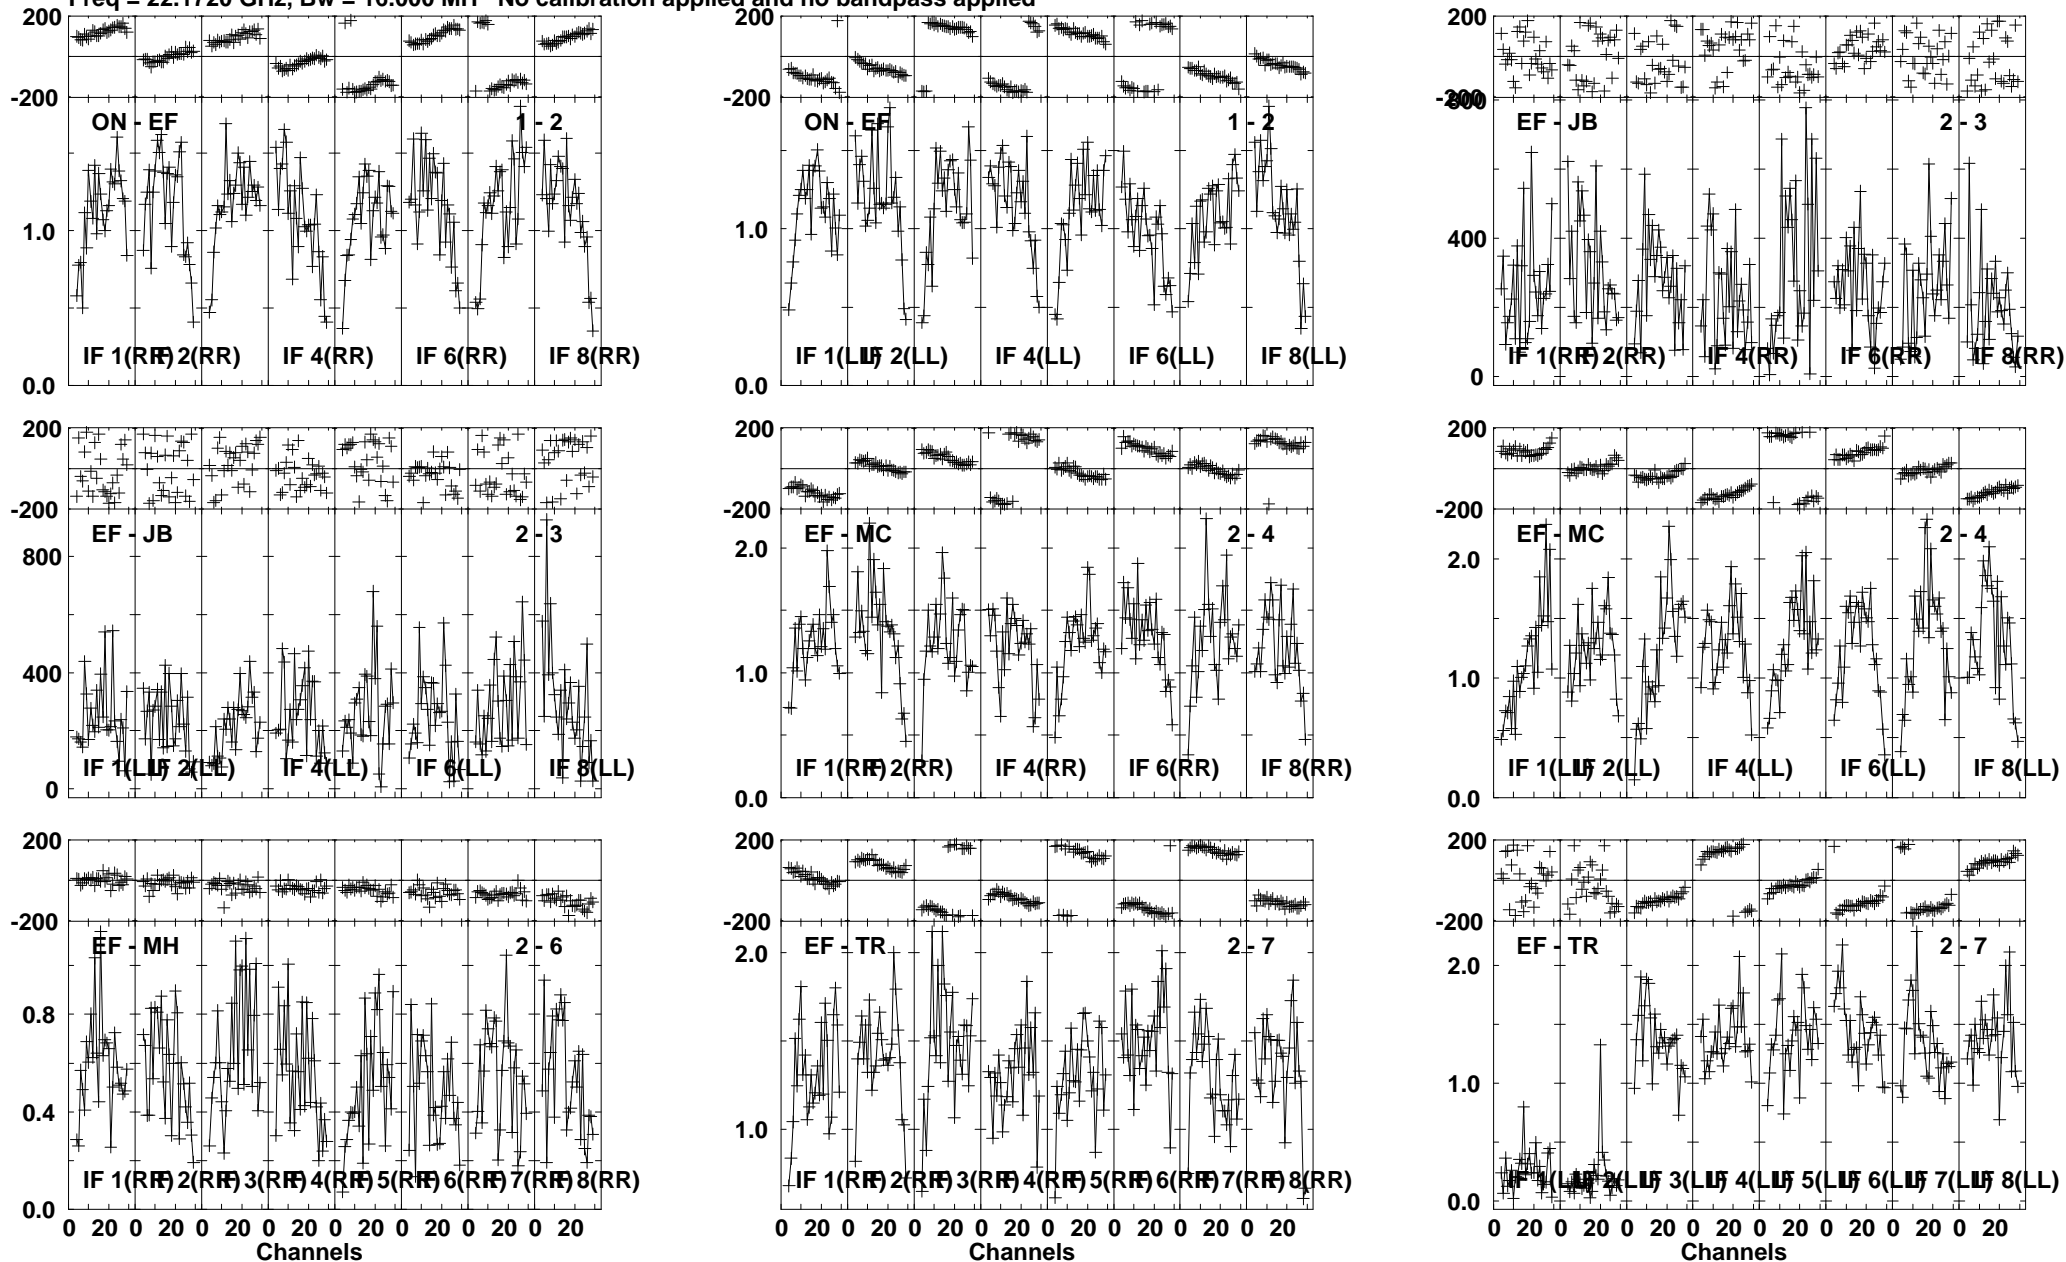 Freq = 22.1720 GHz, Bw = 16.000 MH No calibration applied and no bandpass applied
-200
ON - EF 1 - 2
1.0
0.0
IF 1(RR) IF 2(RR) IF 4(RR) IF 6(RR) IF 8(RR)
-200
ON - EF 1 - 2
1.0
0.0
IF 1(LL) IF 2(LL) IF 4(LL) IF 6(LL) IF 8(LL)
200
-200
800
EF - JB 2 - 3
400
0
IF 1(RR) IF 2(RR) IF 4(RR) IF 6(RR) IF 8(RR)
200
-200
EF - JB 2 - 3
800
400
0
IF 1(LL) IF 2(LL) IF 4(LL) IF 6(LL) IF 8(LL)
200
-200
EF - MC 2 - 4
2.0
1.0
0.0
IF 1(RR) IF 2(RR) IF 4(RR) IF 6(RR) IF 8(RR)
200
-200
EF - MC 2 - 4
2.0
1.0
0.0
IF 1(LL) IF 2(LL) IF 4(LL) IF 6(LL) IF 8(LL)
200
-200
EF - MH 2 - 6
0.8
0.4
0.0
IF 1(RR) IF 2(RR) IF 3(RR) IF 4(RR) IF 5(RR) IF 6(RR) IF 7(RR) IF 8(RR)
0 20 0 20 0 20 0 20 0 20 0 20 0 20 0 20
Channels
200
-200
EF - TR 2 - 7
2.0
1.0
IF 1(RR) IF 2(RR) IF 3(RR) IF 4(RR) IF 5(RR) IF 6(RR) IF 7(RR) IF 8(RR)
0 20 0 20 0 20 0 20 0 20 0 20 0 20 0 20
Channels
200
-200
EF - TR 2 - 7
2.0
1.0
0.0
IF 1(LL) IF 2(LL) IF 3(LL) IF 4(LL) IF 5(LL) IF 6(LL) IF 7(LL) IF 8(LL)
0 20 0 20 0 20 0 20 0 20 0 20 0 20 0 20
Channels